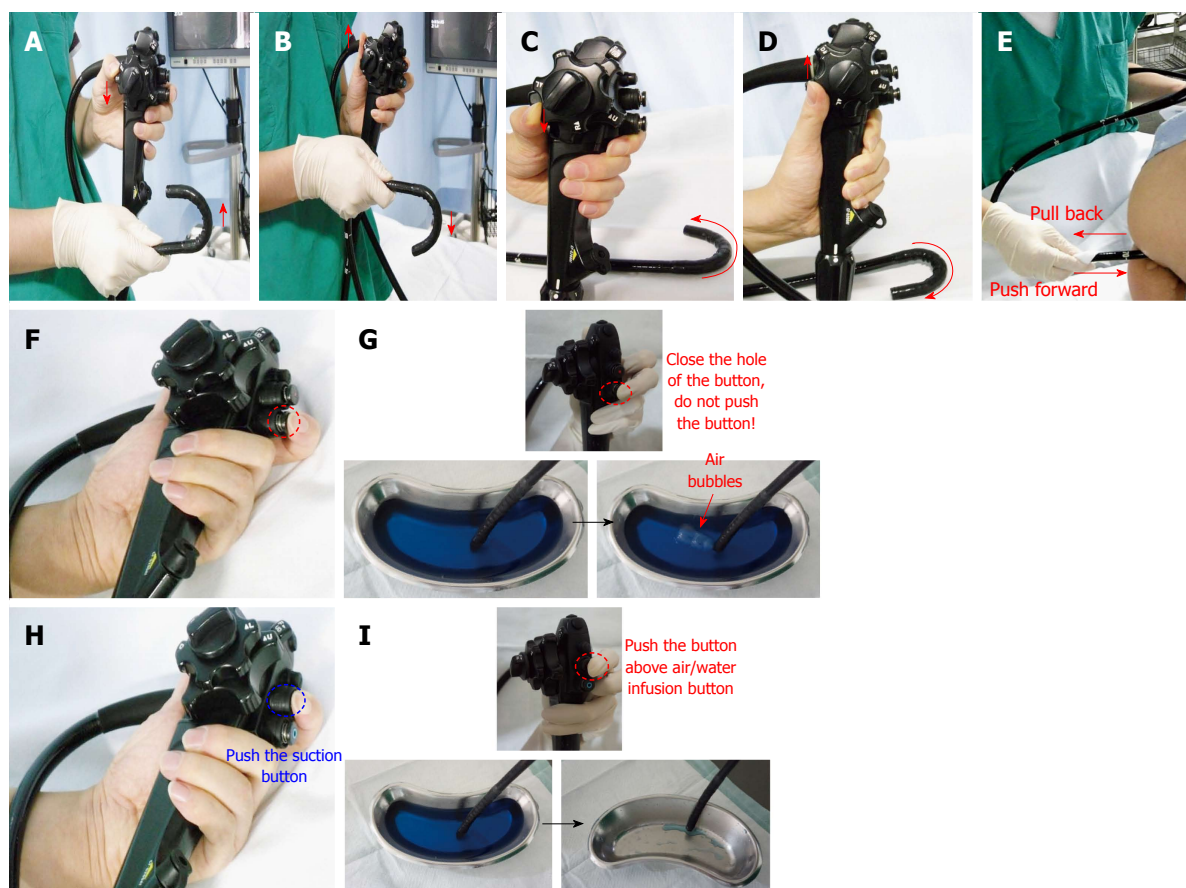 A
B
C
D
E
Pull back
Push forward
F
G
Close the hole
of the button,
do not push
the button!
Air
bubbles
H
Push the suction
button
I
Push the button
above air/water
infusion button